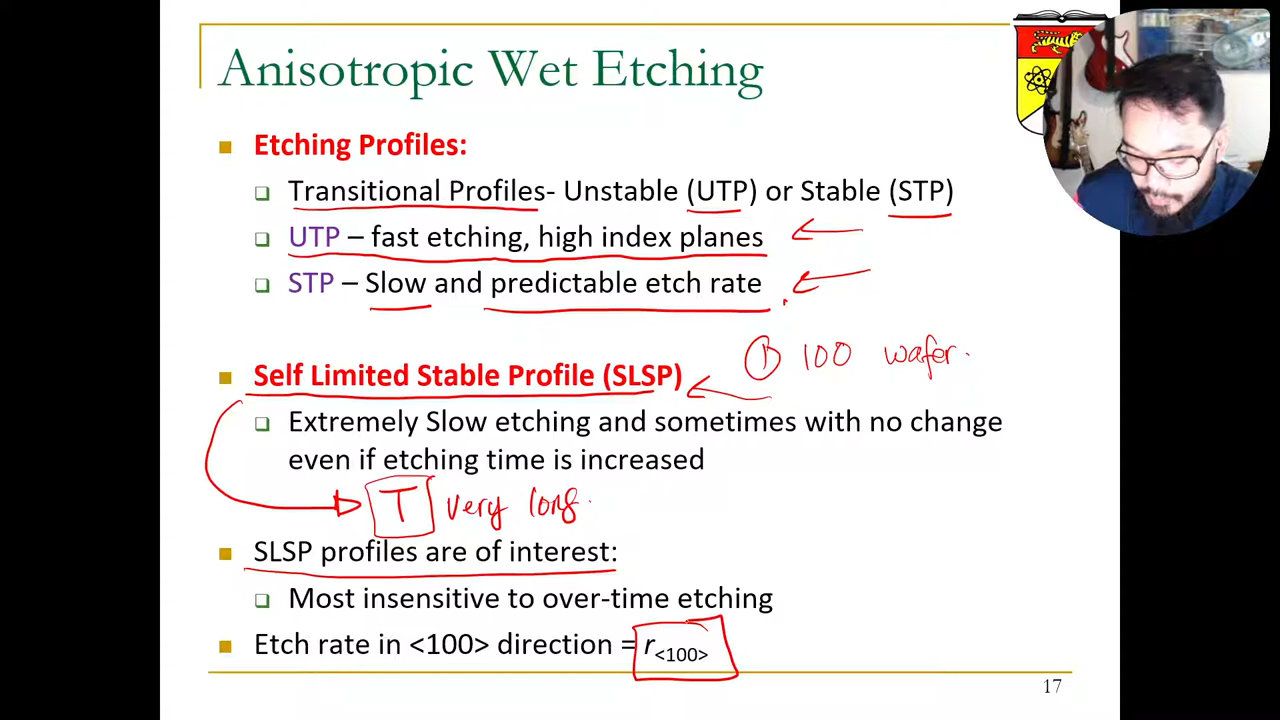 Anisotropic Wet Etching
Etching Profiles:
Transitional Profiles- Unstable (UTP) or Stable (STP)
UTP – fast etching, high index planes
STP – Slow and predictable etch rate
① 100 wafer.
Self Limited Stable Profile (SLSP)
Extremely Slow etching and sometimes with no change
even if etching time is increased
T very long.
SLSP profiles are of interest:
Most insensitive to over-time etching
Etch rate in <100> direction = r<100>
17